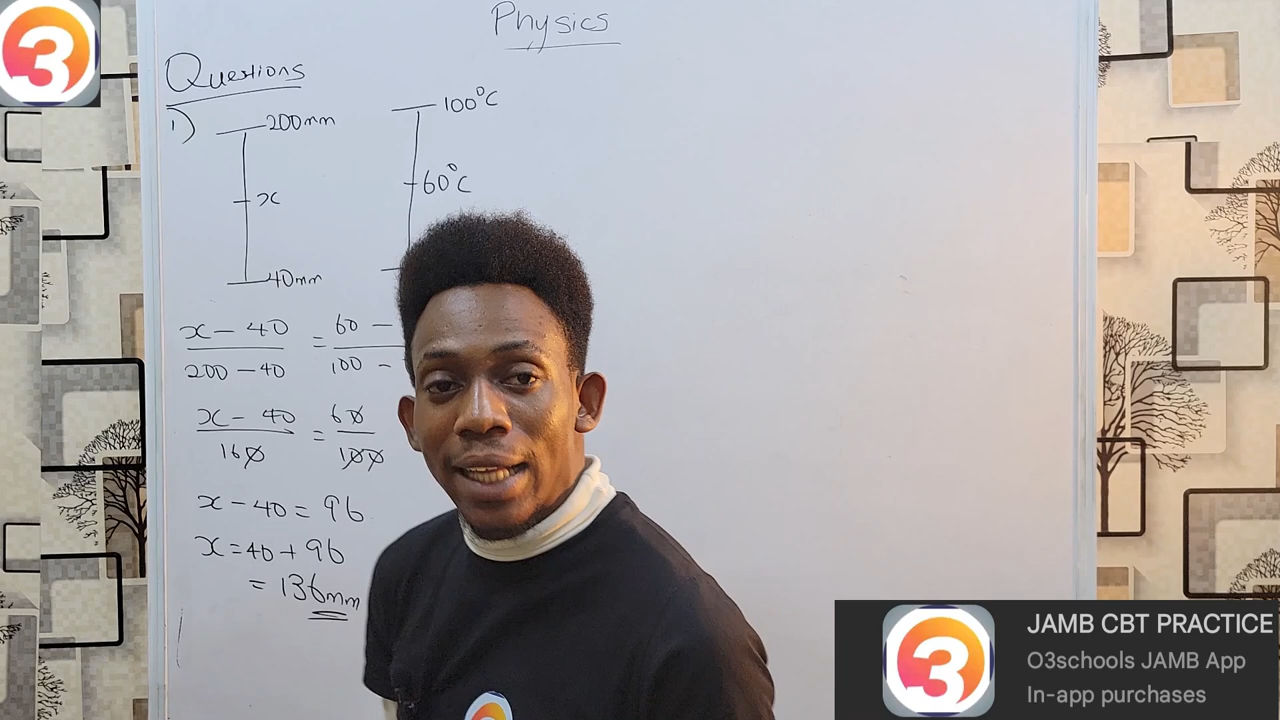 Physics
Questions
1)
200mm
x
40mm
100°C
60°C
x - 40 = 60 -
200 - 40 100 -
x - 40 = 60
160 100
x - 40 = 96
x = 40 + 96
= 136mm
3
JAMB CBT PRACTICE
O3schools JAMB App
In-app purchases
3